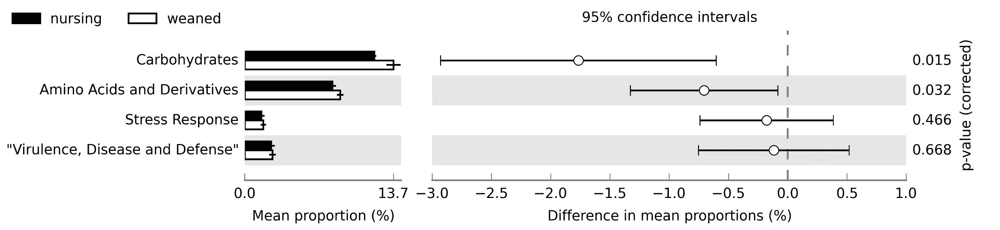 nursing weaned
95% confidence intervals
Carbohydrates 0.015
Amino Acids and Derivatives 0.032
Stress Response 0.466
"Virulence, Disease and Defense" 0.668
p-value (corrected)
0.0 13.7 −3.0 −2.5 −2.0 −1.5 −1.0 −0.5 0.0 0.5 1.0
Mean proportion (%) Difference in mean proportions (%)